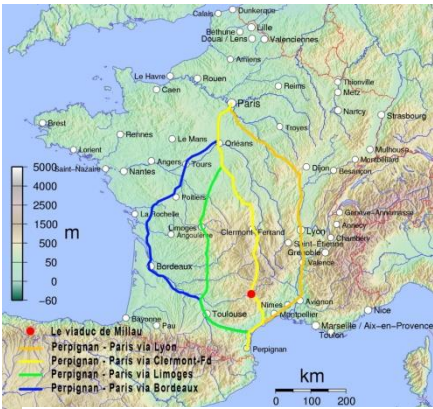 Calais
Dunkerque
Lille
Béthune
Douai / Lens
Valenciennes
Amiens
Le Havre
Rouen
Caen
Reims
Thionville
Metz
Paris
Nancy
Strasbourg
Brest
Rennes
Le Mans
Troyes
Orléans
Lorient
Mulhouse
Montbéliard
Saint-Nazaire
Nantes
Angers
Tours
Dijon
Besançon
Poitiers
La Rochelle
Limoges
Angoulême
Clermont-Ferrand
Lyon
Genève-Annemasse
Annecy
Chambéry
Saint-Étienne
Grenoble
Valence
Bordeaux
Avignon
Nîmes
Montpellier
Nice
Marseille / Aix-en-Provence
Toulon
Bayonne
Pau
Toulouse
Perpignan
5000
4000
1500
500
50
0
-60
m
Le viaduc de Millau
Perpignan - Paris via Lyon
Perpignan - Paris via Clermont-Fd
Perpignan - Paris via Limoges
Perpignan - Paris via Bordeaux
km
0 100 200